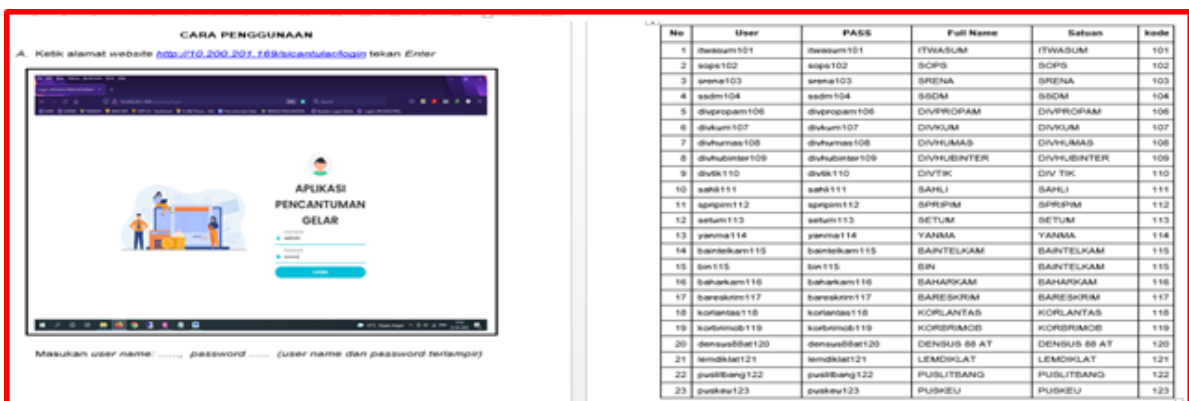 CARA PENGGUNAAN
A. Ketik alamat website http://10.200.201.169/sicantular/login tekan Enter
APLIKASI
PENCANTUMAN
GELAR
admin
LOGIN
Masukan user name: ......, password ...... (user name dan password terlampir)
No User PASS Full Name Satuan kode
1 itwasum101 itwasum101 ITWASUM ITWASUM 101
2 sops102 sops102 SOPS SOPS 102
3 srena103 srena103 SRENA SRENA 103
4 ssdm104 ssdm104 SSDM SSDM 104
5 divpropam106 divpropam106 DIVPROPAM DIVPROPAM 106
6 divkum107 divkum107 DIVKUM DIVKUM 107
7 divhumas108 divhumas108 DIVHUMAS DIVHUMAS 108
8 divhubinter109 divhubinter109 DIVHUBINTER DIVHUBINTER 109
9 divtik110 divtik110 DIVTIK DIV TIK 110
10 sahli111 sahli111 SAHLI SAHLI 111
11 spripim112 spripim112 SPRIPIM SPRIPIM 112
12 setum113 setum113 SETUM SETUM 113
13 yanma114 yanma114 YANMA YANMA 114
14 baintelkam115 baintelkam115 BAINTELKAM BAINTELKAM 115
15 bin115 bin115 BIN BAINTELKAM 115
16 baharkam116 baharkam116 BAHARKAM BAHARKAM 116
17 bareskrim117 bareskrim117 BARESKRIM BARESKRIM 117
18 korlantas118 korlantas118 KORLANTAS KORLANTAS 118
19 korbrimob119 korbrimob119 KORBRIMOB KORBRIMOB 119
20 densus88at120 densus88at120 DENSUS 88 AT DENSUS 88 AT 120
21 lemdiklat121 lemdiklat121 LEMDIKLAT LEMDIKLAT 121
22 puslitbang122 puslitbang122 PUSLITBANG PUSLITBANG 122
23 puskeu123 puskeu123 PUSKEU PUSKEU 123